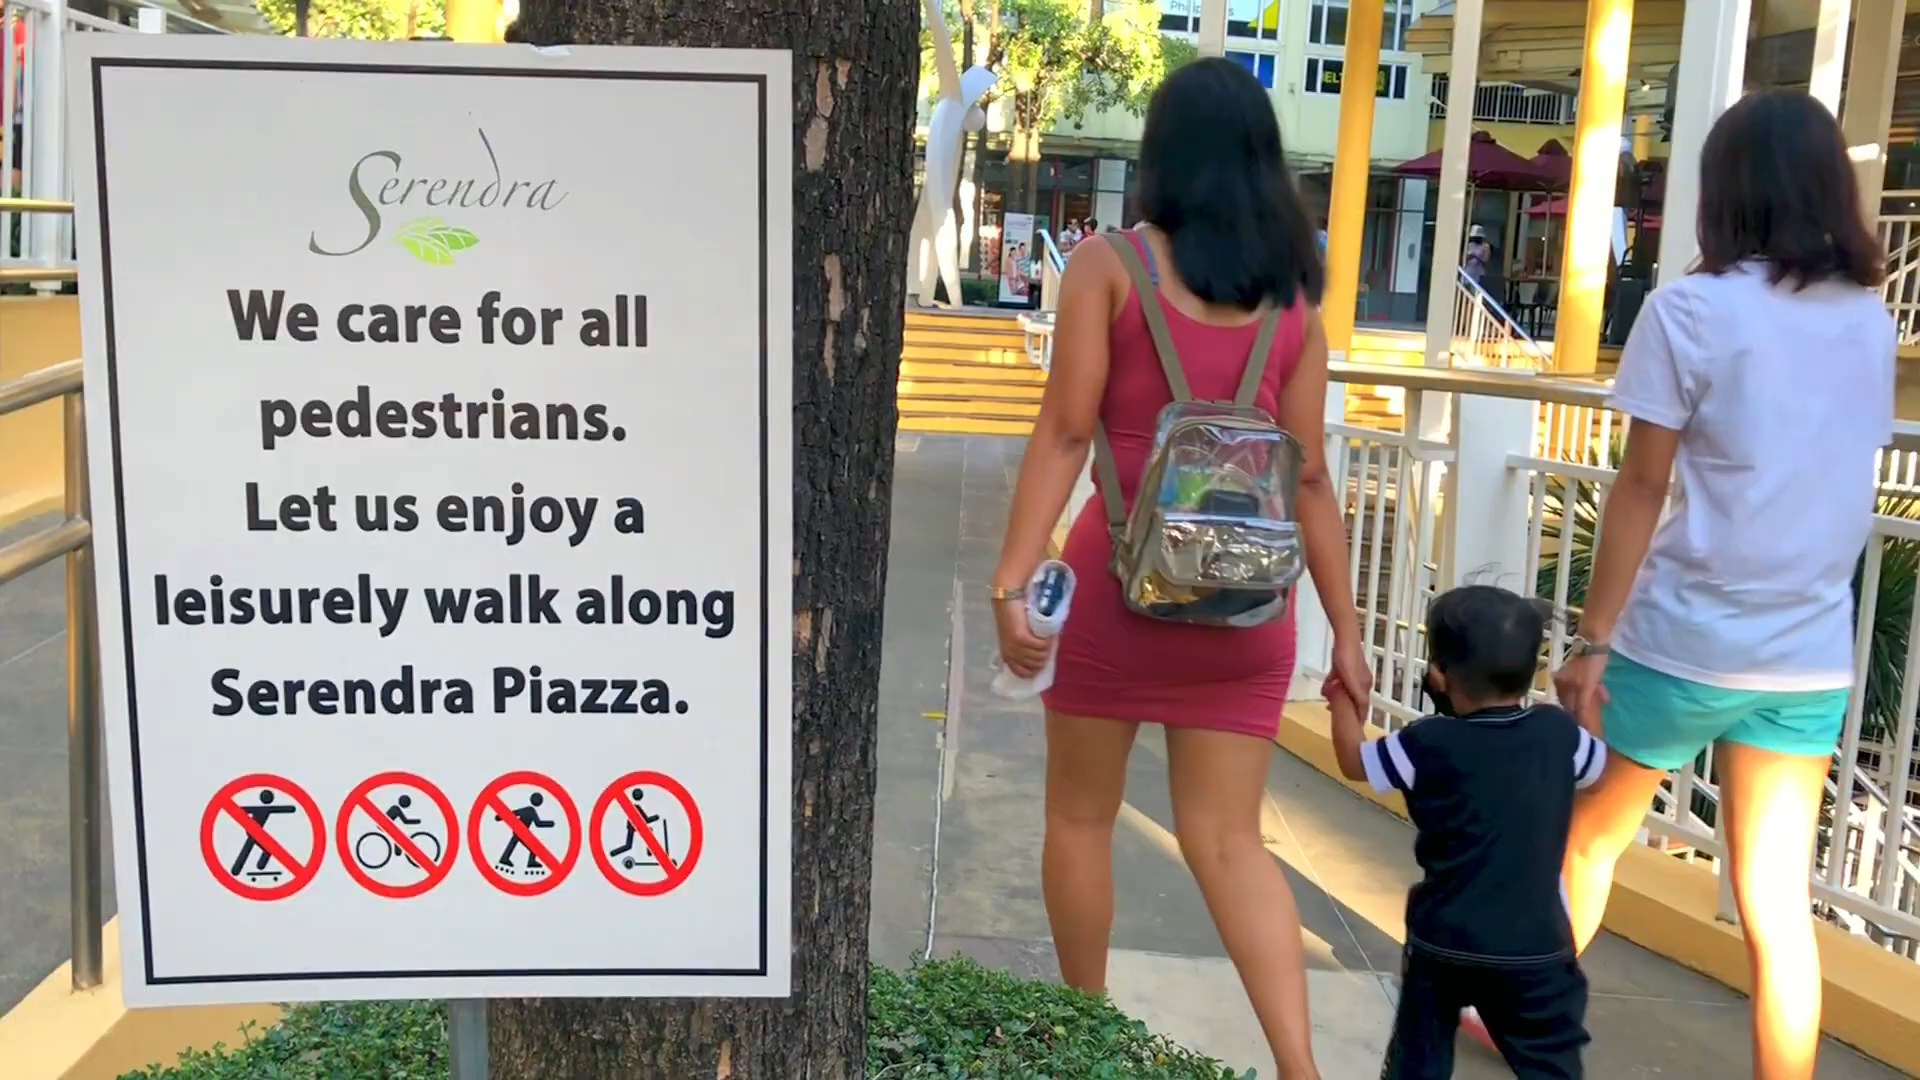 Serendra
We care for all
pedestrians.
Let us enjoy a
leisurely walk along
Serendra Piazza.